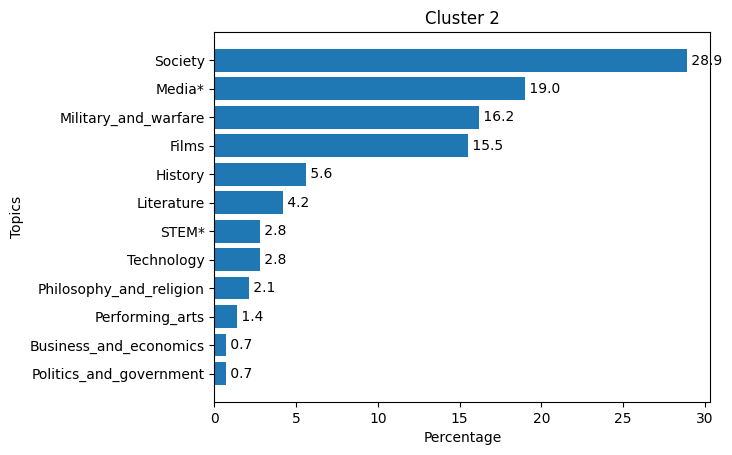 Cluster 2
Topics
Society 28.9
Media* 19.0
Military_and_warfare 16.2
Films 15.5
History 5.6
Literature 4.2
STEM* 2.8
Technology 2.8
Philosophy_and_religion 2.1
Performing_arts 1.4
Business_and_economics 0.7
Politics_and_government 0.7
0 5 10 15 20 25 30
Percentage